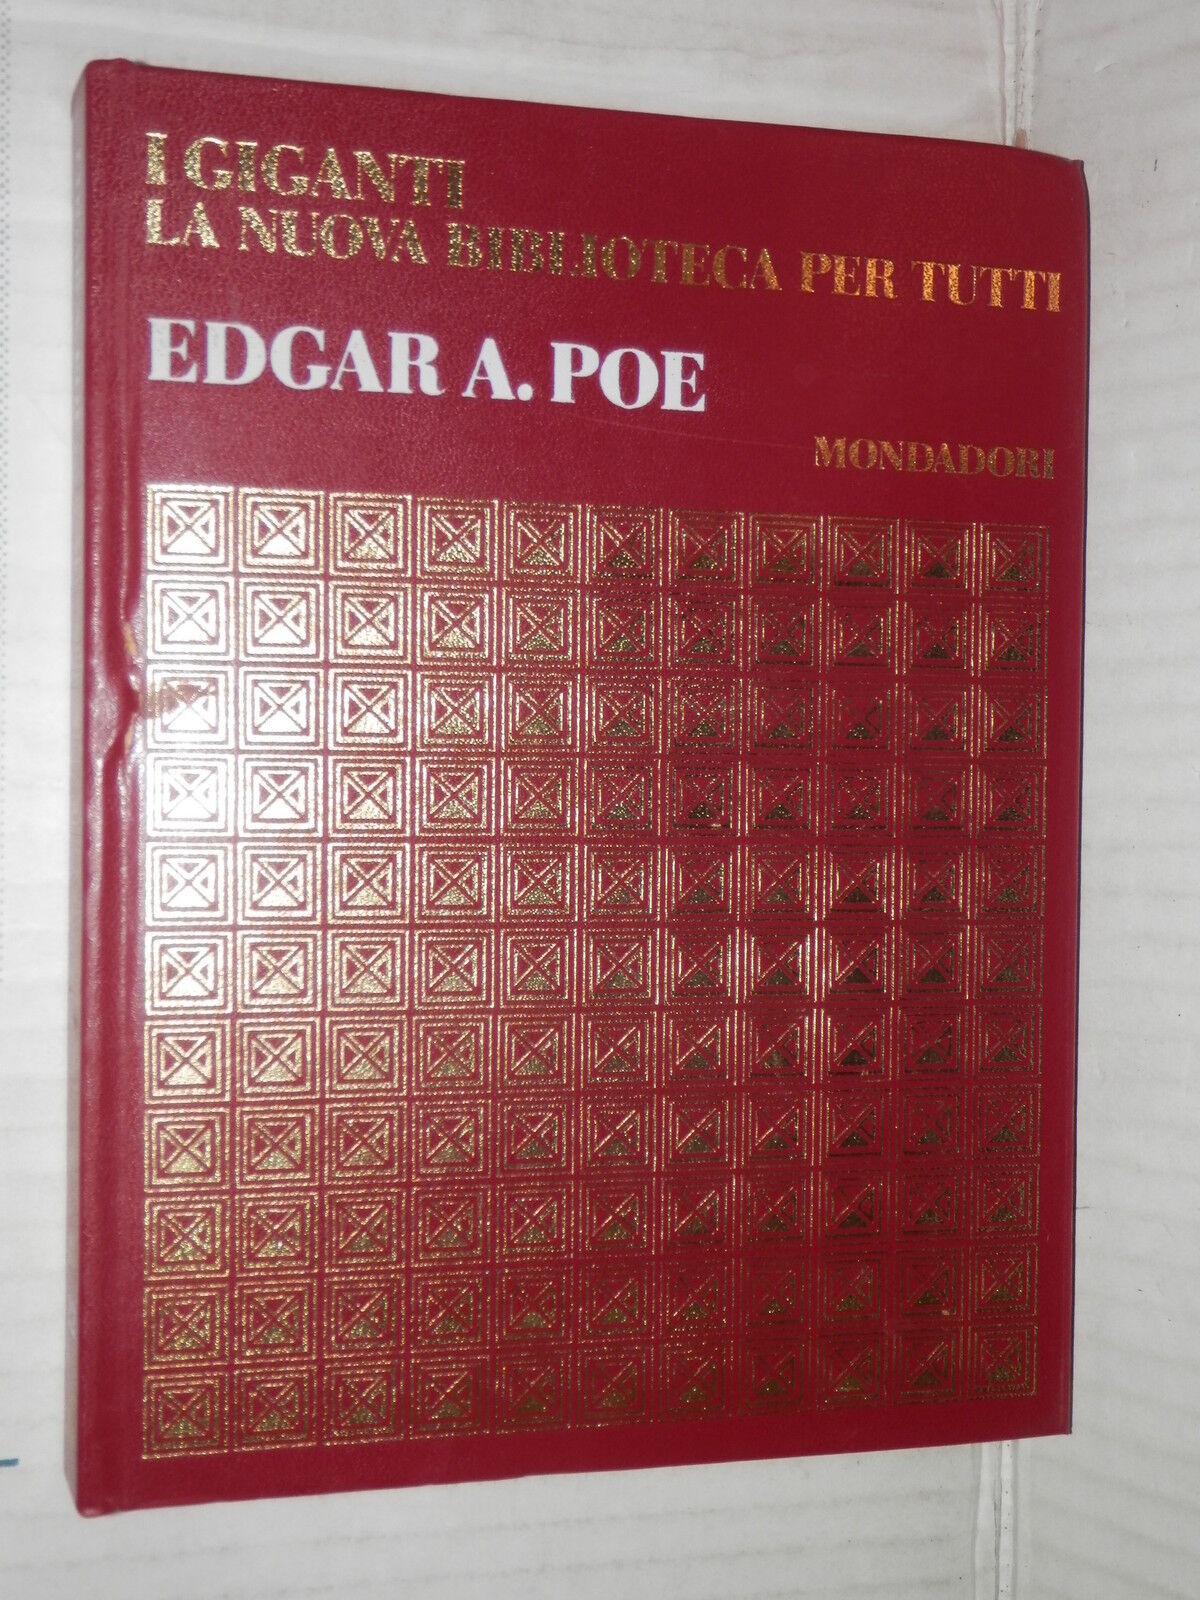 I GIGANTI
LA NUOVA BIBLIOTECA PER TUTTI
EDGAR A. POE
MONDADORI